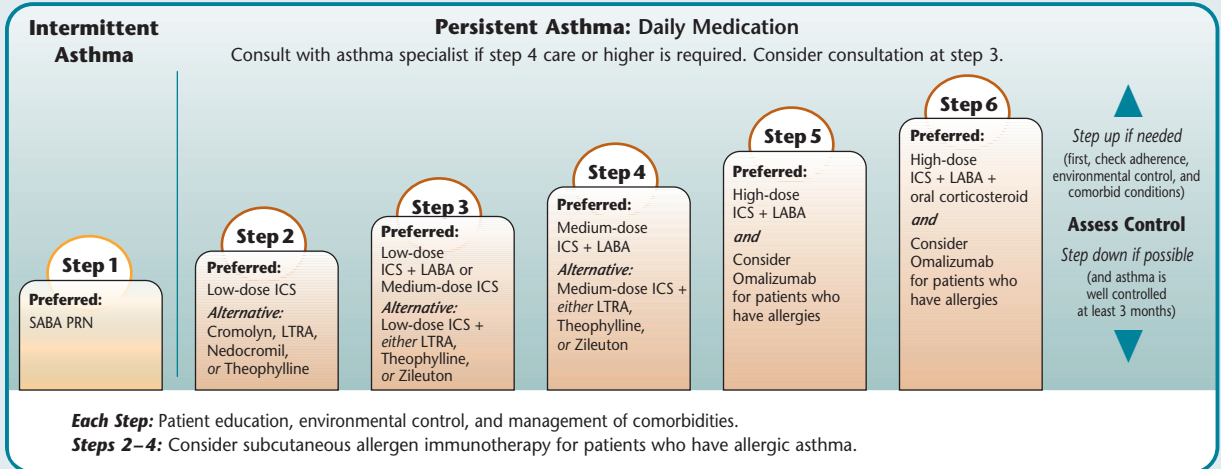 Intermittent
Asthma
Persistent Asthma: Daily Medication
Consult with asthma specialist if step 4 care or higher is required. Consider consultation at step 3.
Step 1
Preferred:
SABA PRN
Step 2
Preferred:
Low-dose ICS
Alternative:
Cromolyn, LTRA,
Nedocromil,
or Theophylline
Step 3
Preferred:
Low-dose
ICS + LABA or
Medium-dose ICS
Alternative:
Low-dose ICS +
either LTRA,
Theophylline,
or Zileuton
Step 4
Preferred:
Medium-dose
ICS + LABA
Alternative:
Medium-dose ICS +
either LTRA,
Theophylline,
or Zileuton
Step 5
Preferred:
High-dose
ICS + LABA
and
Consider
Omalizumab
for patients who
have allergies
Step 6
Preferred:
High-dose
ICS + LABA +
oral corticosteroid
and
Consider
Omalizumab
for patients who
have allergies
Step up if needed
(first, check adherence,
environmental control, and
comorbid conditions)
Assess Control
Step down if possible
(and asthma is
well controlled
at least 3 months)
Each Step: Patient education, environmental control, and management of comorbidities.
Steps 2–4: Consider subcutaneous allergen immunotherapy for patients who have allergic asthma.